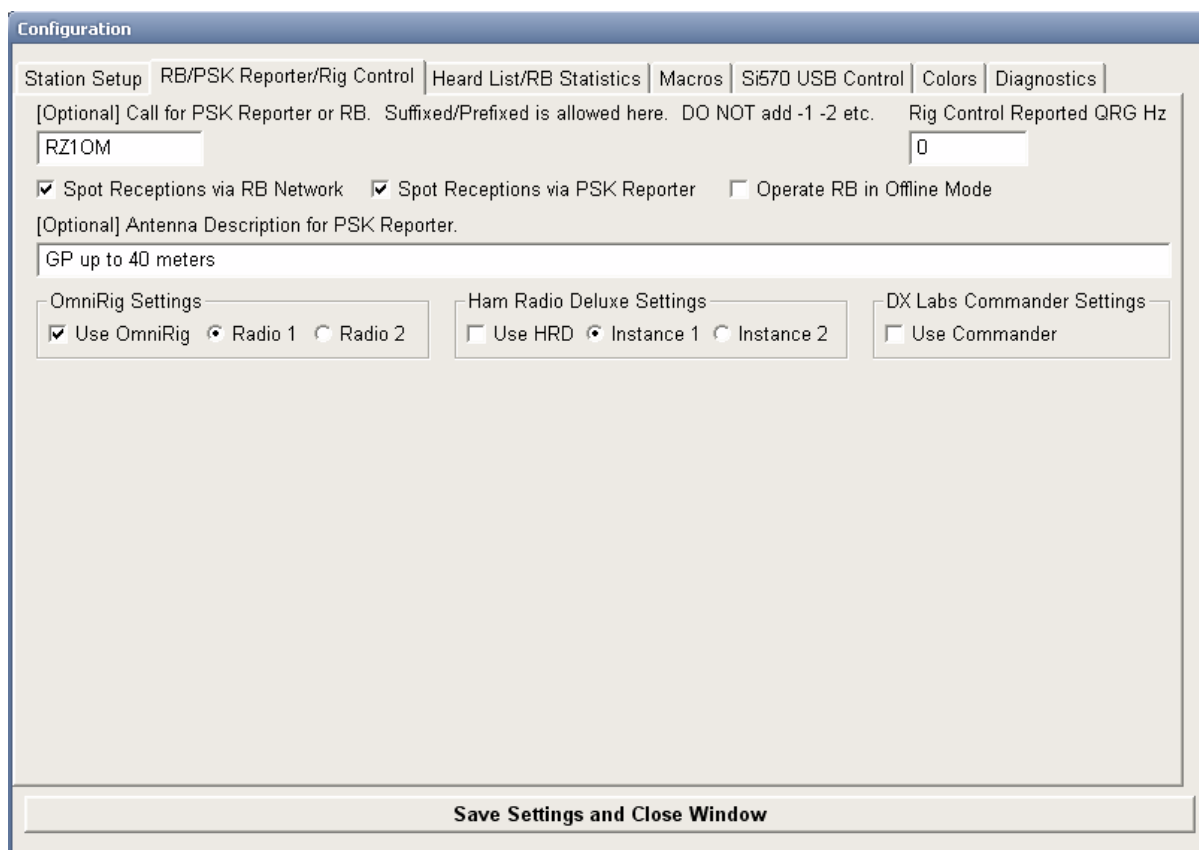 Configuration
Station Setup RB/PSK Reporter/Rig Control Heard List/RB Statistics Macros Si570 USB Control Colors Diagnostics
[Optional] Call for PSK Reporter or RB. Suffixed/Prefixed is allowed here. DO NOT add -1 -2 etc. Rig Control Reported QRG Hz
RZ1OM 0
Spot Receptions via RB Network Spot Receptions via PSK Reporter Operate RB in Offline Mode
[Optional] Antenna Description for PSK Reporter.
GP up to 40 meters
OmniRig Settings Ham Radio Deluxe Settings DX Labs Commander Settings
Use OmniRig Radio 1 Radio 2 Use HRD Instance 1 Instance 2 Use Commander
Save Settings and Close Window